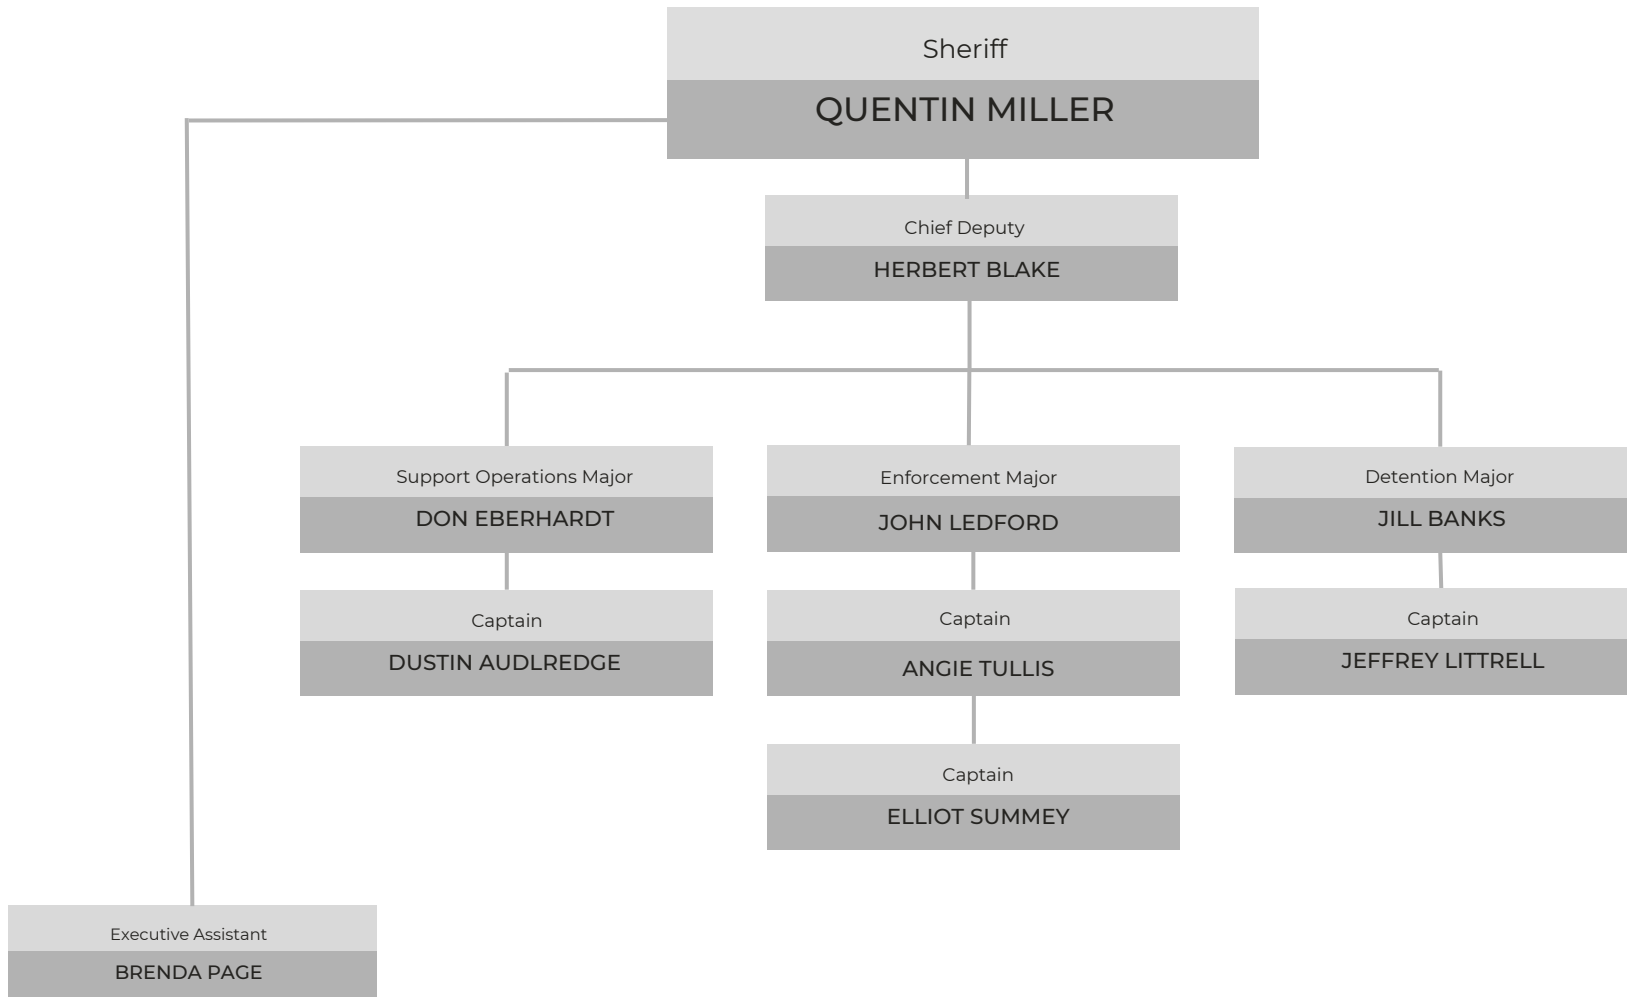 Sheriff
QUENTIN MILLER
Chief Deputy
HERBERT BLAKE
Support Operations Major
DON EBERHARDT
Enforcement Major
JOHN LEDFORD
Detention Major
JILL BANKS
Captain
DUSTIN AUDLREDGE
Captain
ANGIE TULLIS
Captain
JEFFREY LITTRELL
Captain
ELLIOT SUMMEY
Executive Assistant
BRENDA PAGE